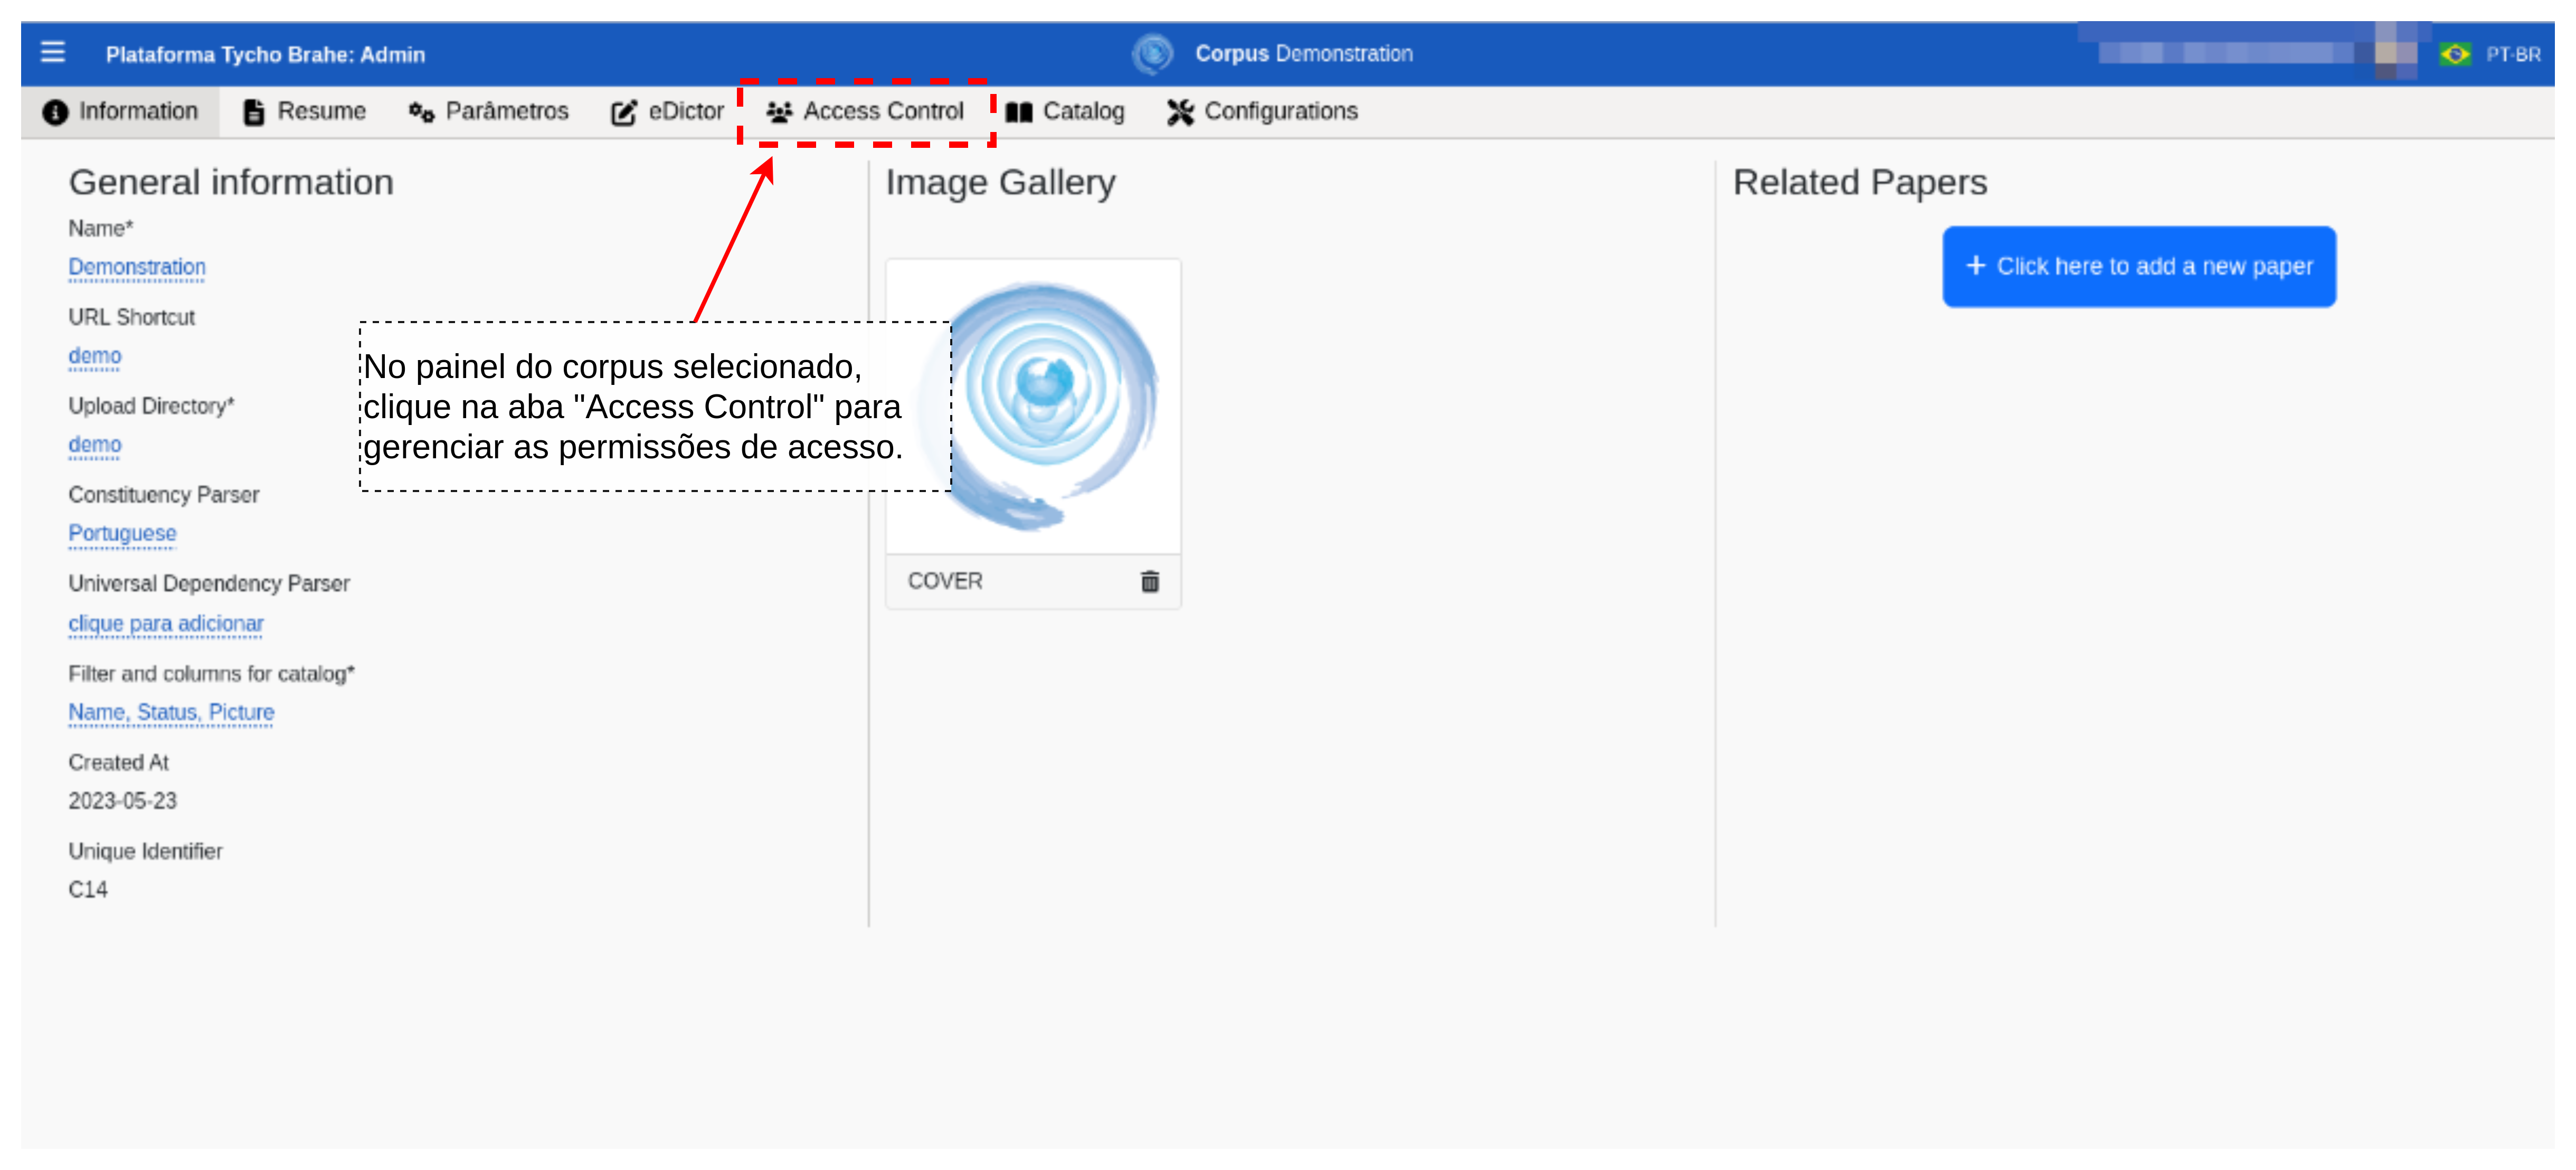 Plataforma Tycho Brahe: Admin
Corpus Demonstration
PT-BR
Information
Resume
Parâmetros
eDictor
Access Control
Catalog
Configurations
General information
Name*
Demonstration
URL Shortcut
demo
Upload Directory*
demo
Constituency Parser
Portuguese
Universal Dependency Parser
clique para adicionar
Filter and columns for catalog*
Name, Status, Picture
Created At
2023-05-23
Unique Identifier
C14
No painel do corpus selecionado,
clique na aba "Access Control" para
gerenciar as permissões de acesso.
Image Gallery
COVER
Related Papers
+ Click here to add a new paper